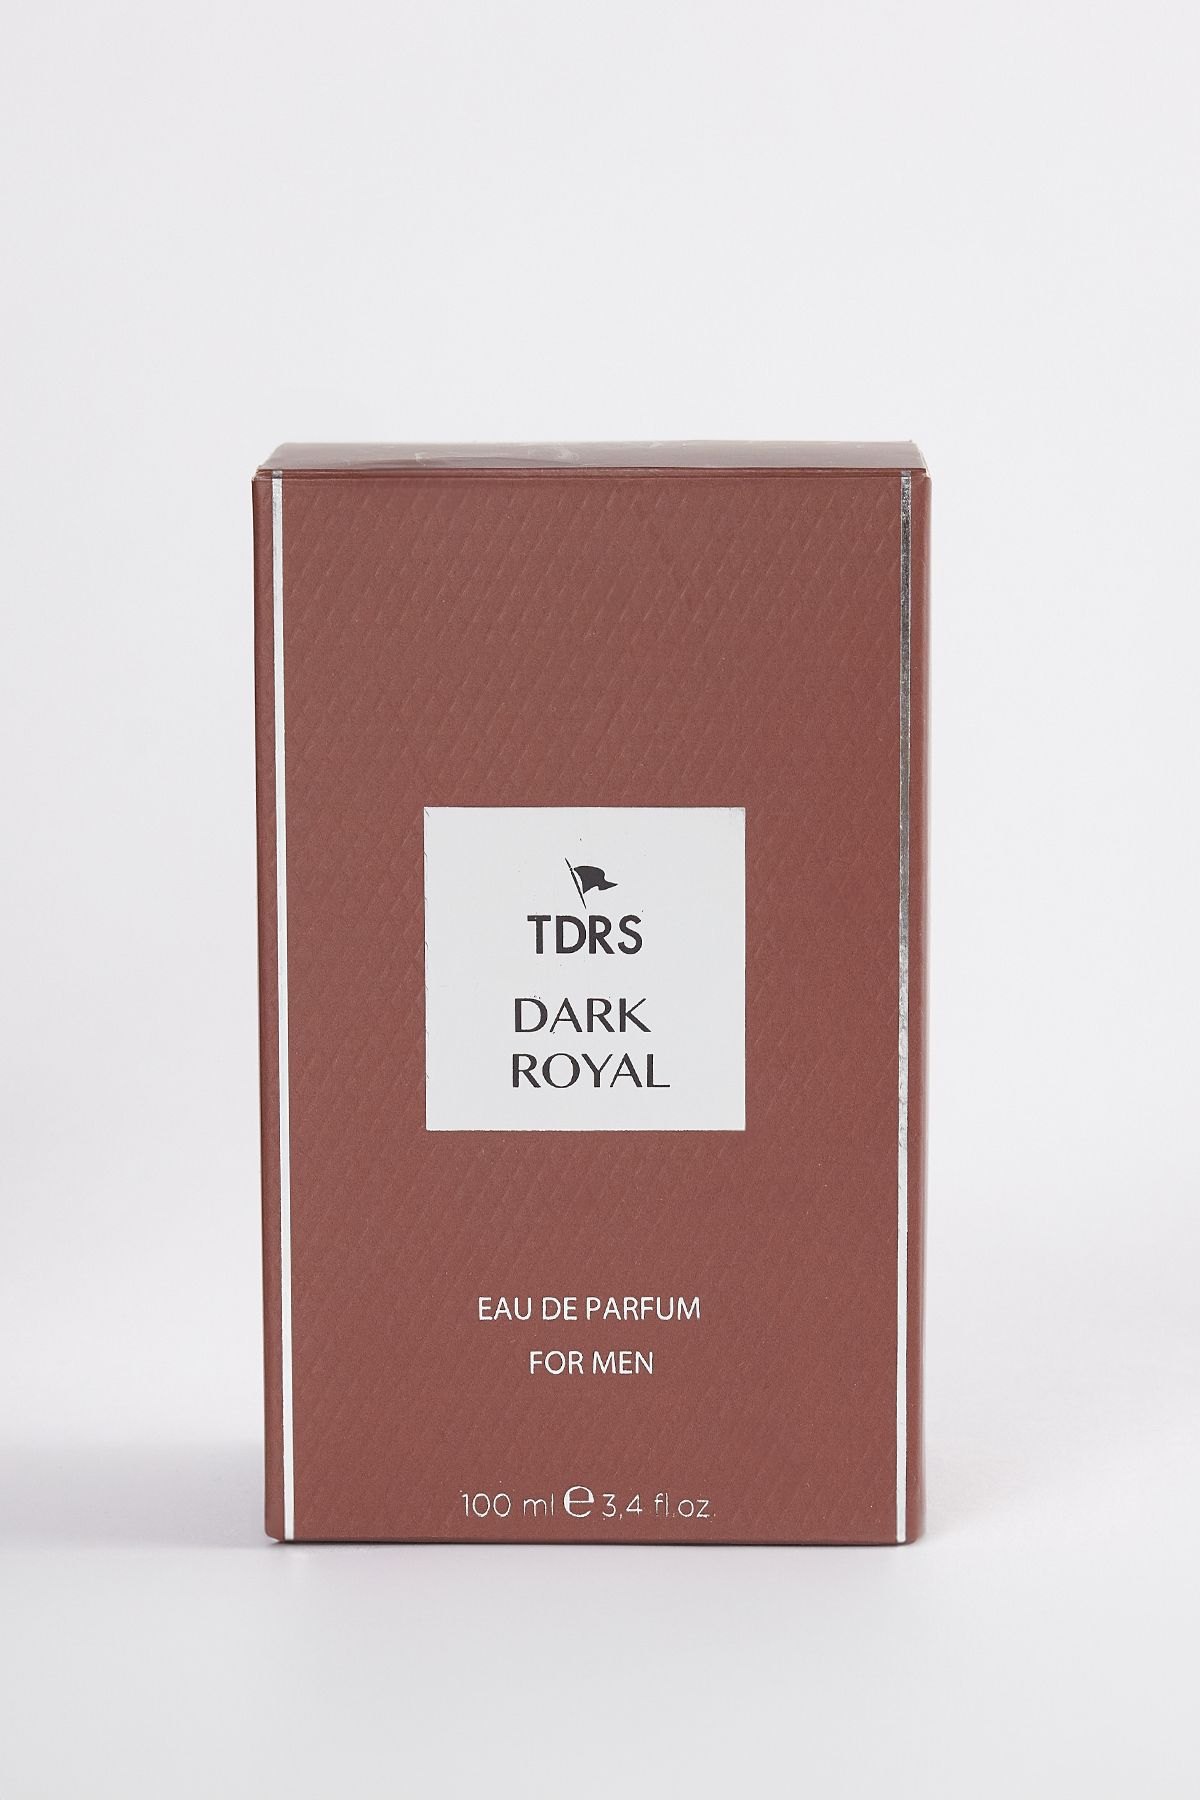 TDRS
DARK
ROYAL
EAU DE PARFUM
FOR MEN
100 ml e 3,4 fl.oz.